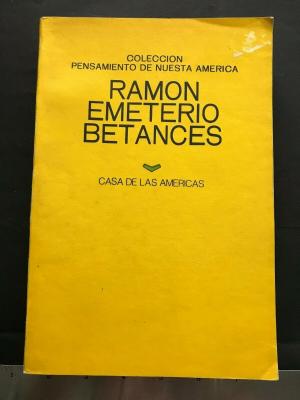 COLECCION
PENSAMIENTO DE NUESTA AMERICA
RAMON
EMETERIO
BETANCES
CASA DE LAS AMERICAS